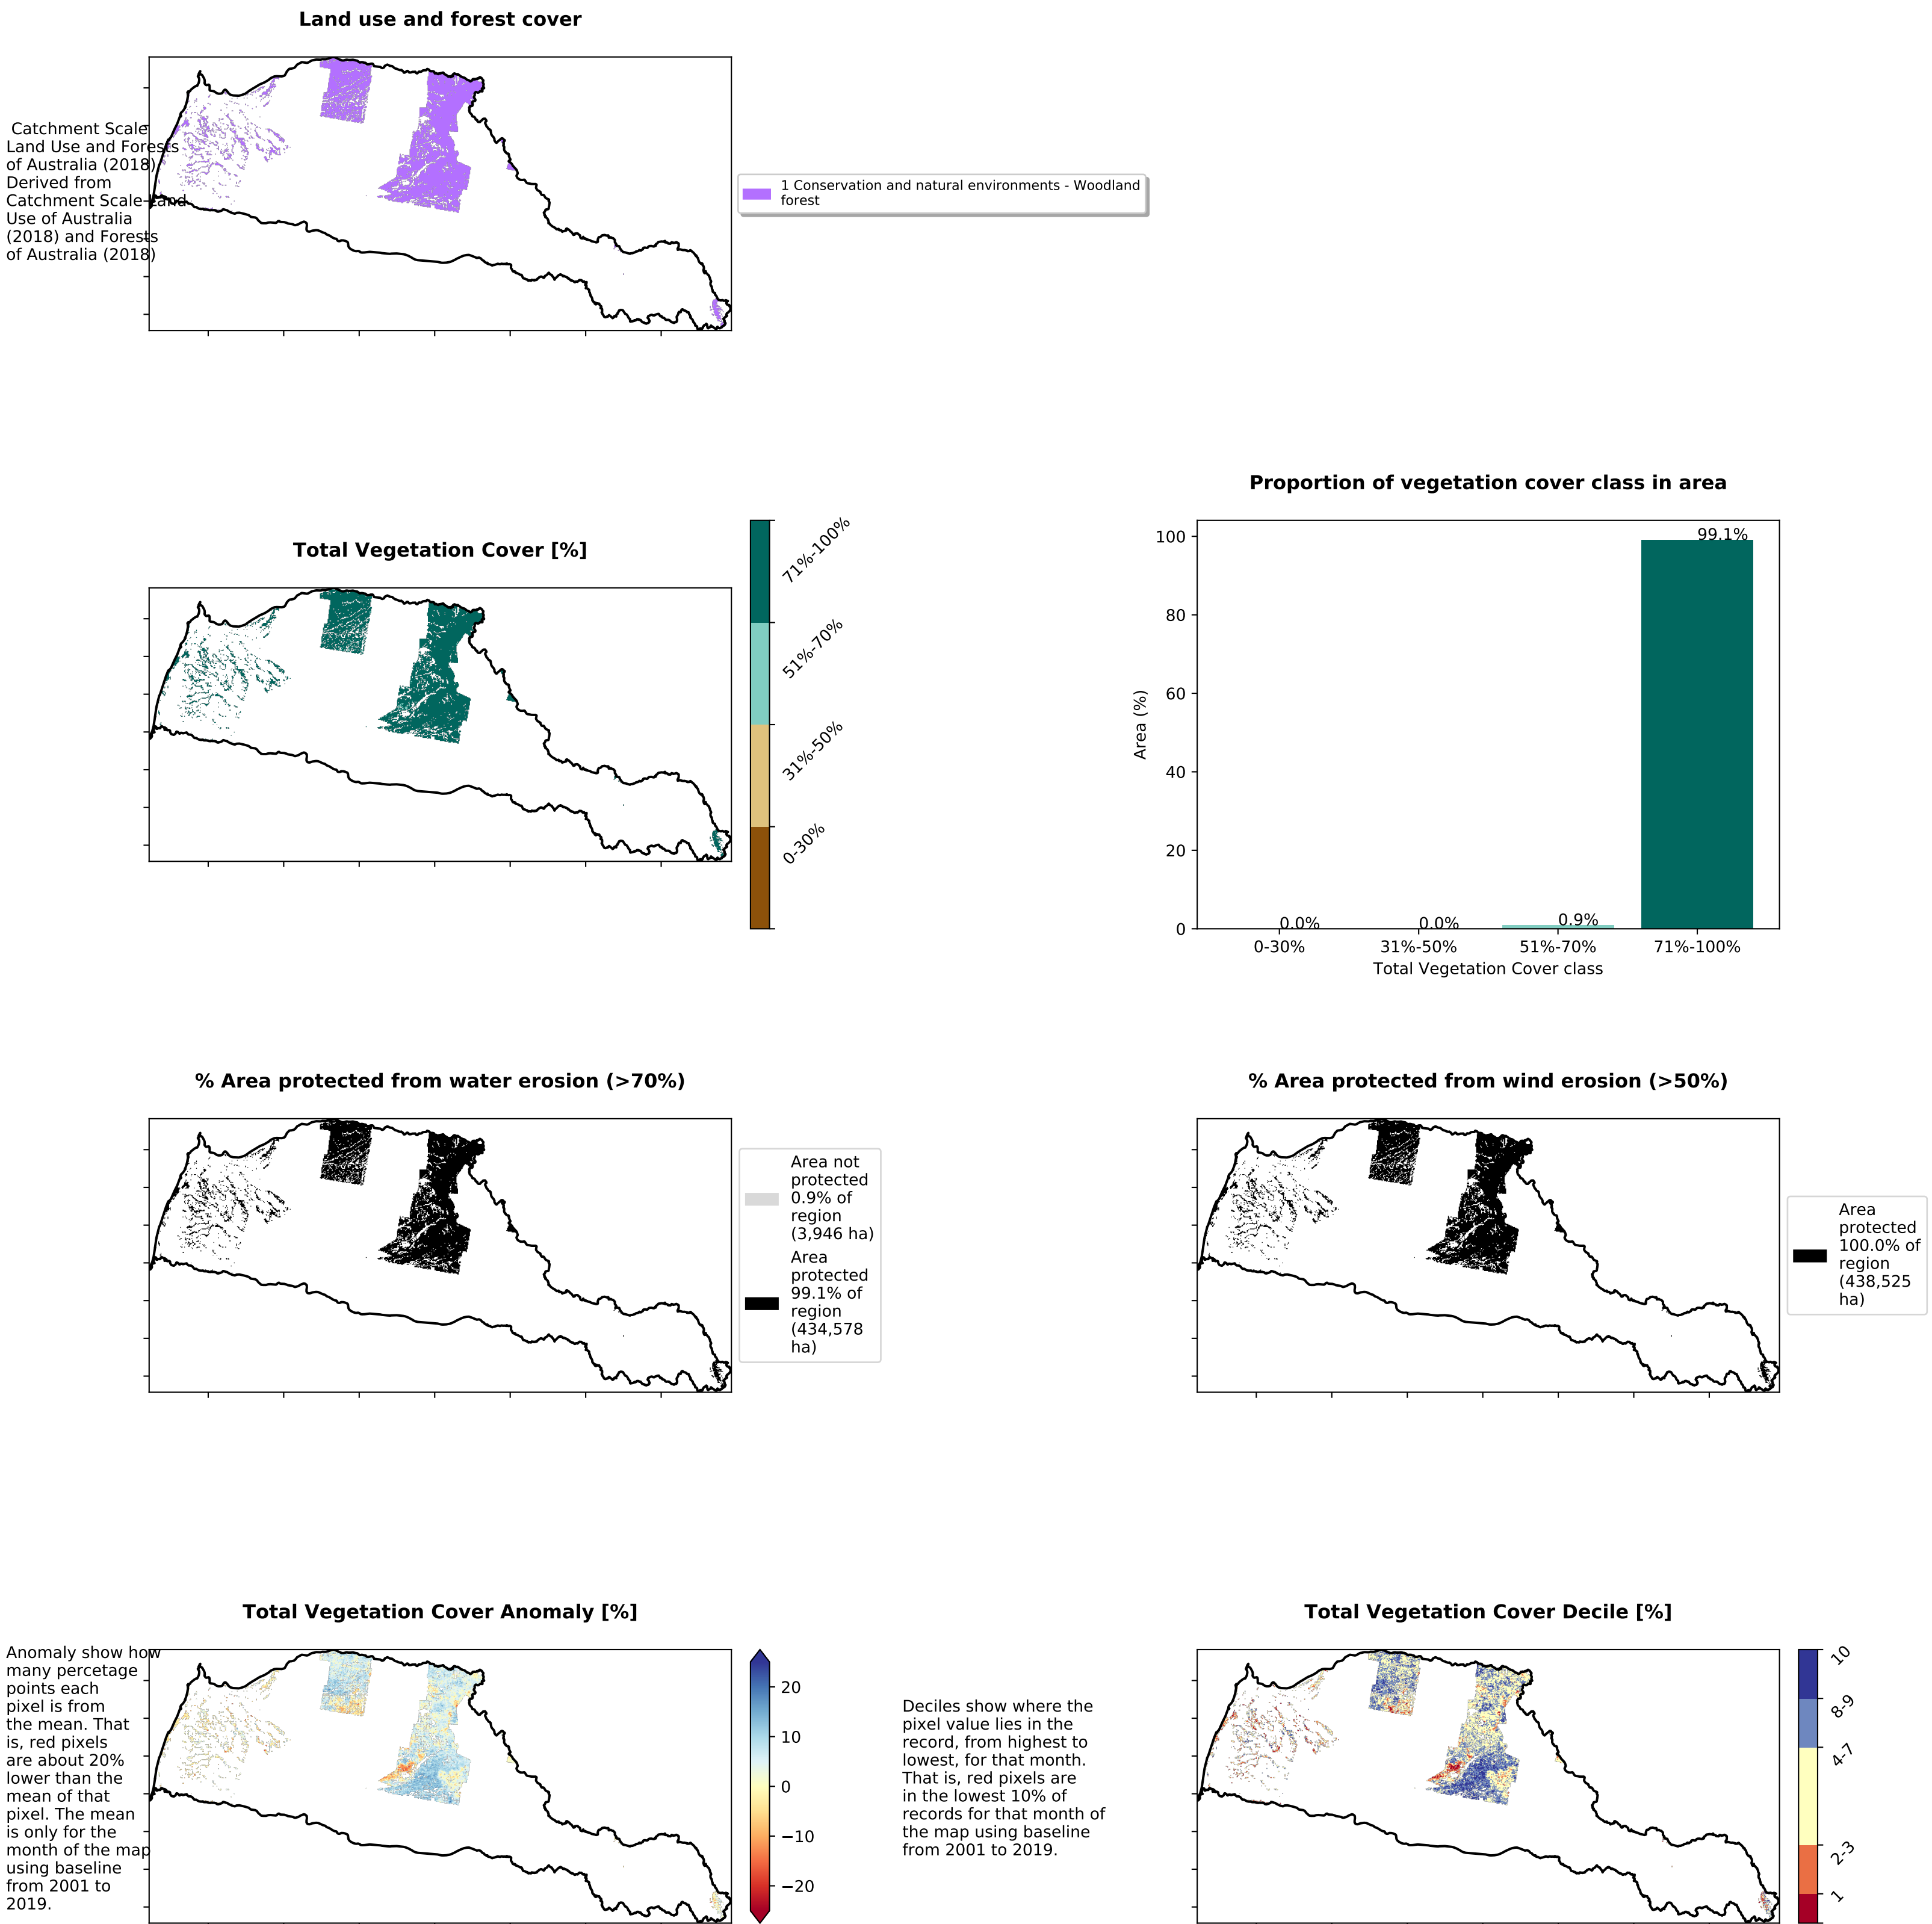 Land use and forest cover
Catchment Scale
Land Use and Forests
of Australia (2018)
Derived from
Catchment Scale Land
Use of Australia
(2018) and Forests
of Australia (2018)
1 Conservation and natural environments - Woodland
forest
Total Vegetation Cover [%]
71%-100%
51%-70%
31%-50%
0-30%
Proportion of vegetation cover class in area
100
80
60
40
20
0
Area (%)
0.0%
0.0%
0.9%
99.1%
0-30%
31%-50%
51%-70%
71%-100%
Total Vegetation Cover class
% Area protected from water erosion (>70%)
Area not
protected
0.9% of
region
(3,946 ha)
Area
protected
99.1% of
region
(434,578
ha)
% Area protected from wind erosion (>50%)
Area
protected
100.0% of
region
(438,525
ha)
Total Vegetation Cover Anomaly [%]
Anomaly show how
many percetage
points each
pixel is from
the mean. That
is, red pixels
are about 20%
lower than the
mean of that
pixel. The mean
is only for the
month of the map
using baseline
from 2001 to
2019.
20
10
0
−10
−20
Total Vegetation Cover Decile [%]
Deciles show where the
pixel value lies in the
record, from highest to
lowest, for that month.
That is, red pixels are
in the lowest 10% of
records for that month of
the map using baseline
from 2001 to 2019.
10
8-9
4-7
2-3
1